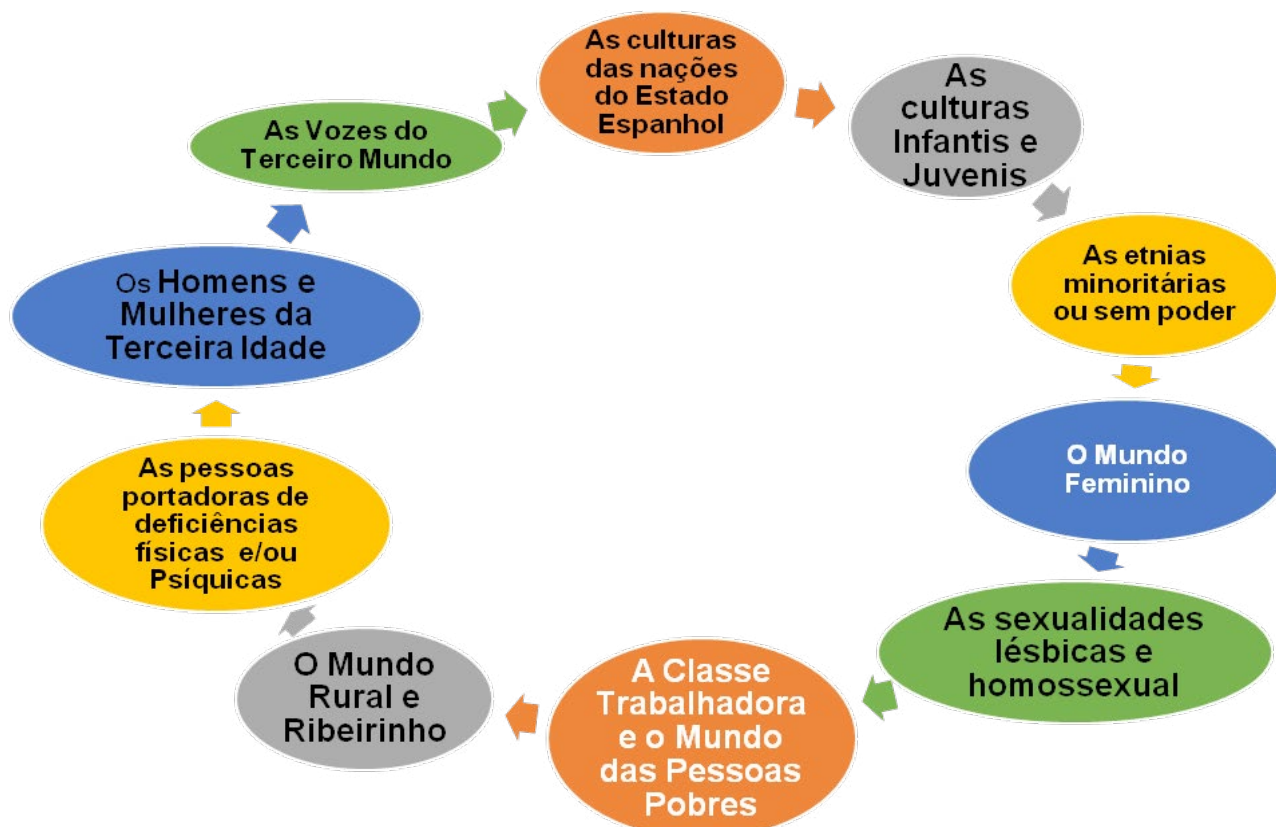 As culturas
das nações
do Estado
Espanhol
As
culturas
Infantis e
Juvenis
As etnias
minoritárias
ou sem poder
O Mundo
Feminino
As sexualidades
lésbicas e
homossexual
A Classe
Trabalhadora
e o Mundo
das Pessoas
Pobres
O Mundo
Rural e
Ribeirinho
As pessoas
portadoras de
deficiências
físicas e/ou
Psíquicas
Os Homens e
Mulheres da
Terceira Idade
As Vozes do
Terceiro Mundo